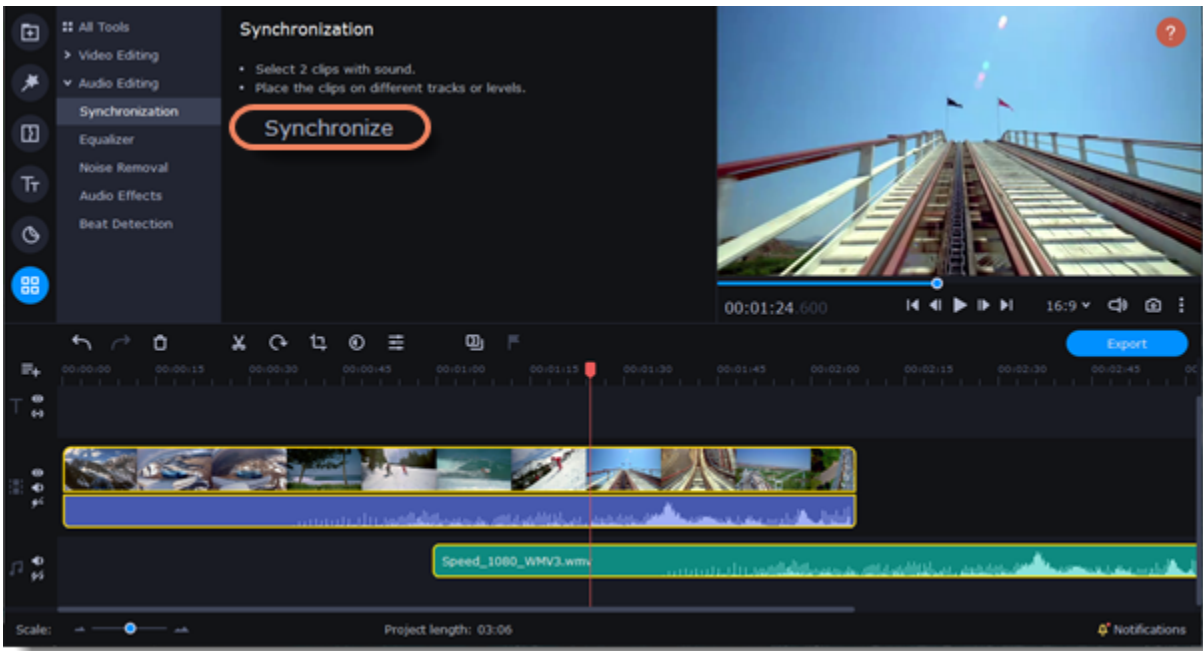 All Tools
Video Editing
Audio Editing
Synchronization
Equalizer
Noise Removal
Audio Effects
Beat Detection
Synchronization
• Select 2 clips with sound.
• Place the clips on different tracks or levels.
Synchronize
?
Tт
00:01:24.600
16:9
Export
00:00:00 00:00:15 00:00:30 00:00:45 00:01:00 00:01:15 00:01:30 00:01:45 00:02:00 00:02:15 00:02:30 00:02:45
T
Speed_1080_WMV3.wmv
Scale:
Project length: 03:06
Notifications